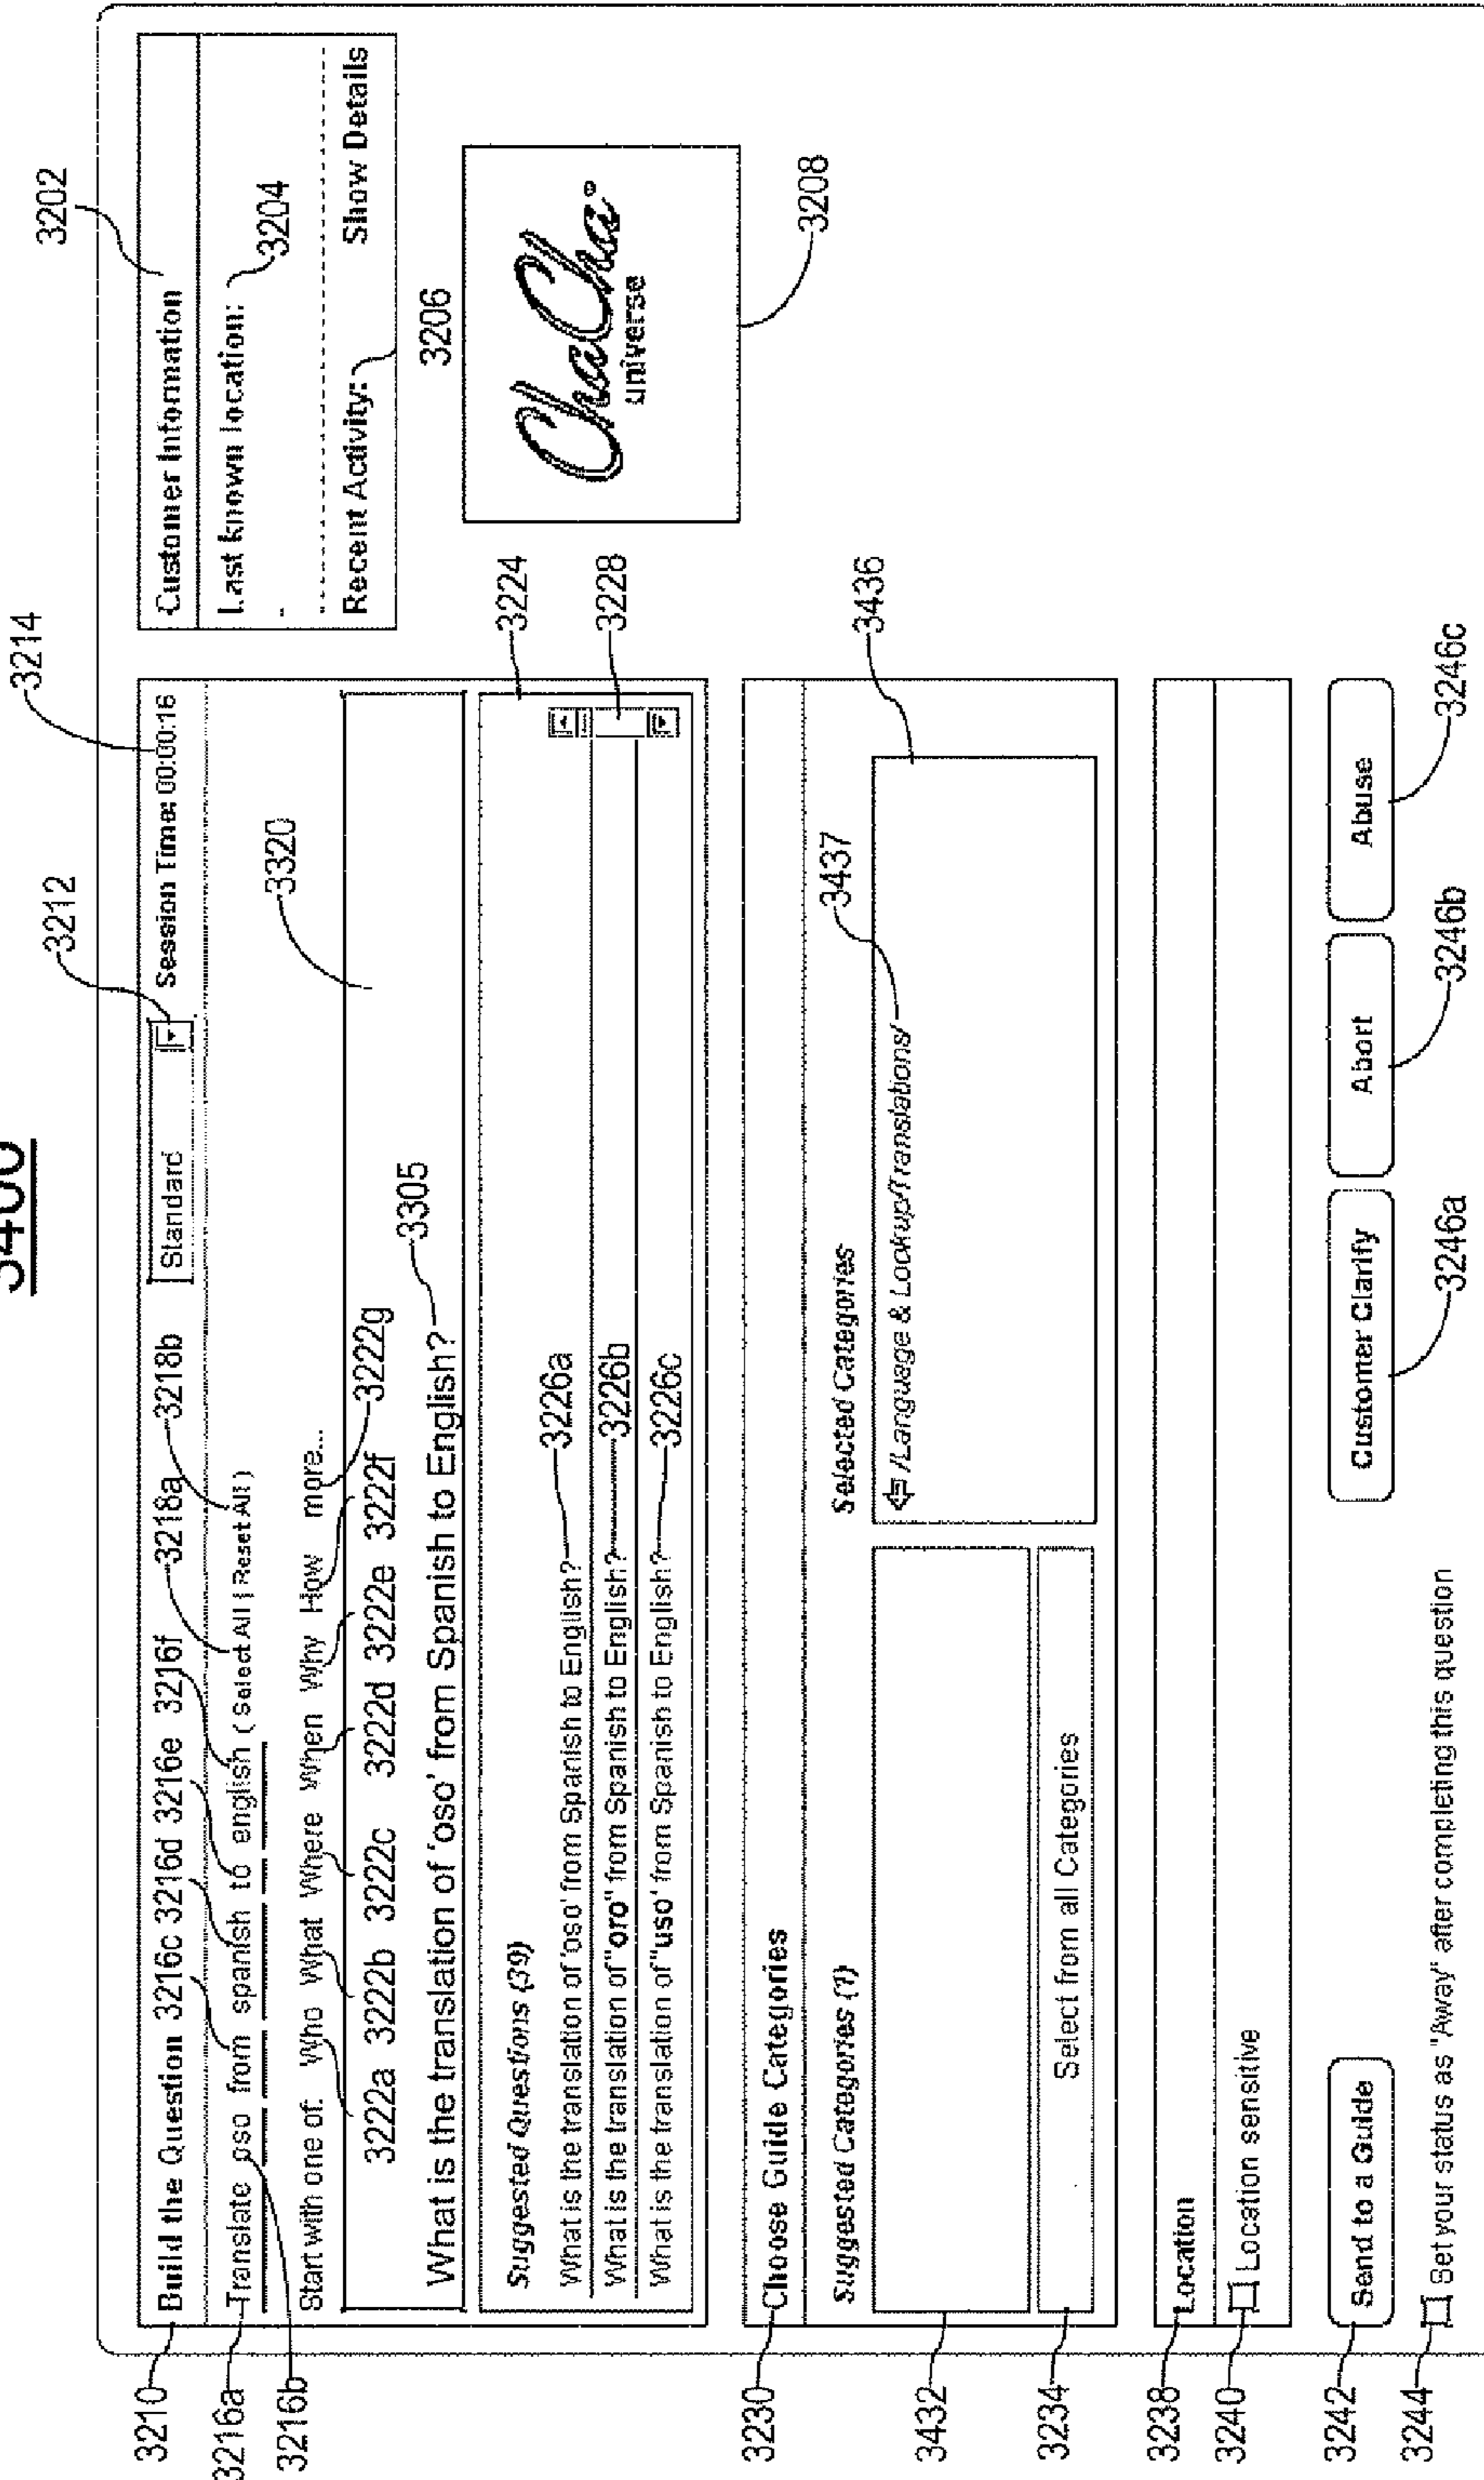 3400
3202
3214
3212
3210
Build the Question 3216c 3216d 3216e 3216f 3218a 3218b
Standard
Session Time: 00:00:16
Customer Information
3216a
Translate oso from spanish to english ( Select All | Reset All )
3216b
Last known location: 3204
Start with one of: Who What Where When Why How more...
3320
3222a 3222b 3222c 3222d 3222e 3222f 3222g
Recent Activity: Show Details
3206
What is the translation of 'oso' from Spanish to English? 3305
Suggested Questions (39)
3224
What is the translation of 'oso' from Spanish to English? 3226a
What is the translation of "oro" from Spanish to English? 3226b
3228
What is the translation of "uso' from Spanish to English? 3226c
ChaCha
universe
3208
3230
Choose Guide Categories
Suggested Categories (1)
Selected Categories
3437
3436
3432
/Language & Lookup/Translations/
3234
Select from all Categories
3238
Location
3240
Location sensitive
3242
Send to a Guide
Customer Clarify
Abort
Abuse
3244
Set your status as "Away" after completing this question
3246a
3246b
3246c